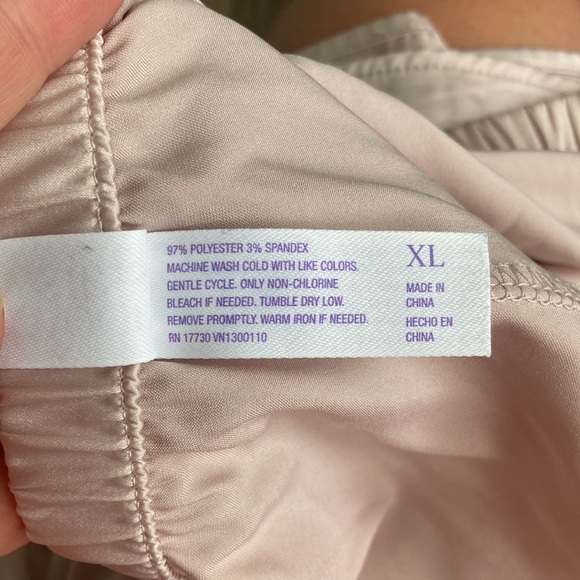 97% POLYESTER 3% SPANDEX
MACHINE WASH COLD WITH LIKE COLORS.
GENTLE CYCLE. ONLY NON-CHLORINE
BLEACH IF NEEDED. TUMBLE DRY LOW.
REMOVE PROMPTLY. WARM IRON IF NEEDED.
RN 17730 VN1300110
XL
MADE IN
CHINA
HECHO EN
CHINA